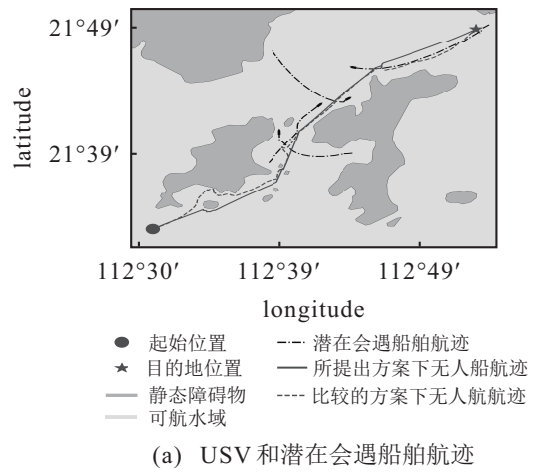 21°49′
21°39′
latitude
112°30′ 112°39′ 112°49′
longitude
起始位置 潜在会遇船舶航迹
目的地位置 所提出方案下无人船航迹
静态障碍物 比较的方案下无人航航迹
可航水域
(a) USV和潜在会遇船舶航迹